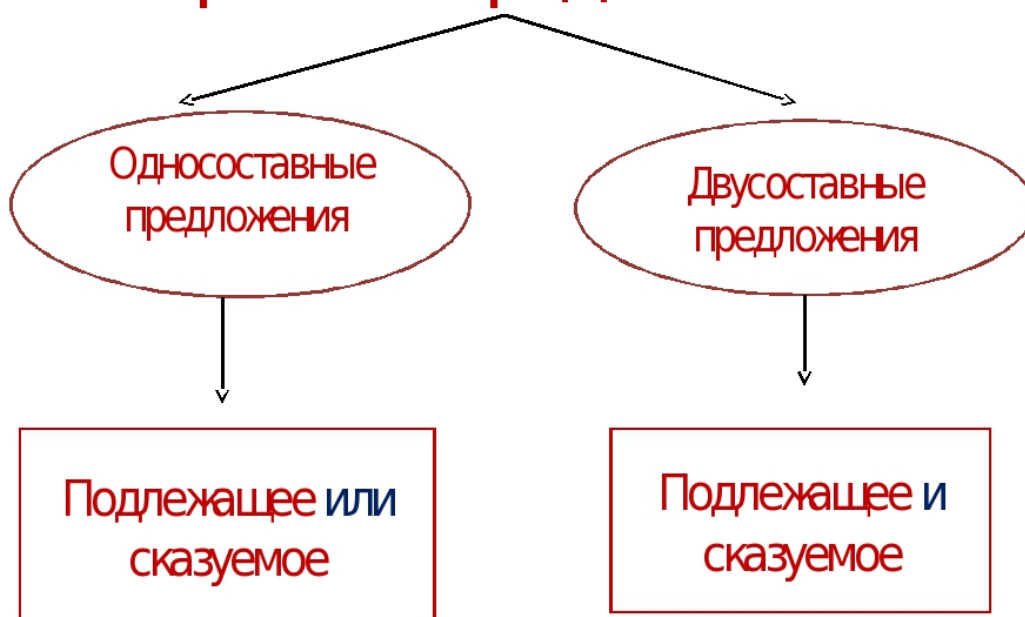 Односоставные
предложения
Двусоставные
предложения
Подлежащее или
сказуемое
Подлежащее и
сказуемое